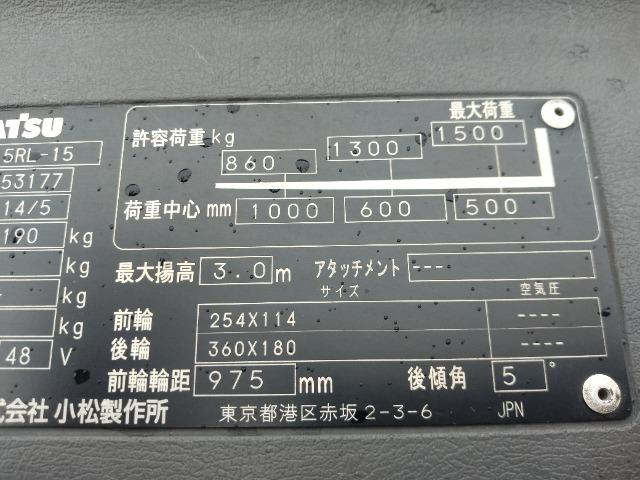 ATSU
5RL-15
53177
14/5
190 kg
kg
kg
kg
48 V
最大荷重
許容荷重 kg 860 1300 1500
荷重中心 mm 1000 600 500
最大揚高 3.0 m アタッチメント ---
サイズ 空気圧
前輪 254X114 ----
後輪 360X180 ----
前輪輪距 975 mm 後傾角 5 °
式会社 小松製作所 東京都港区赤坂2-3-6 JPN